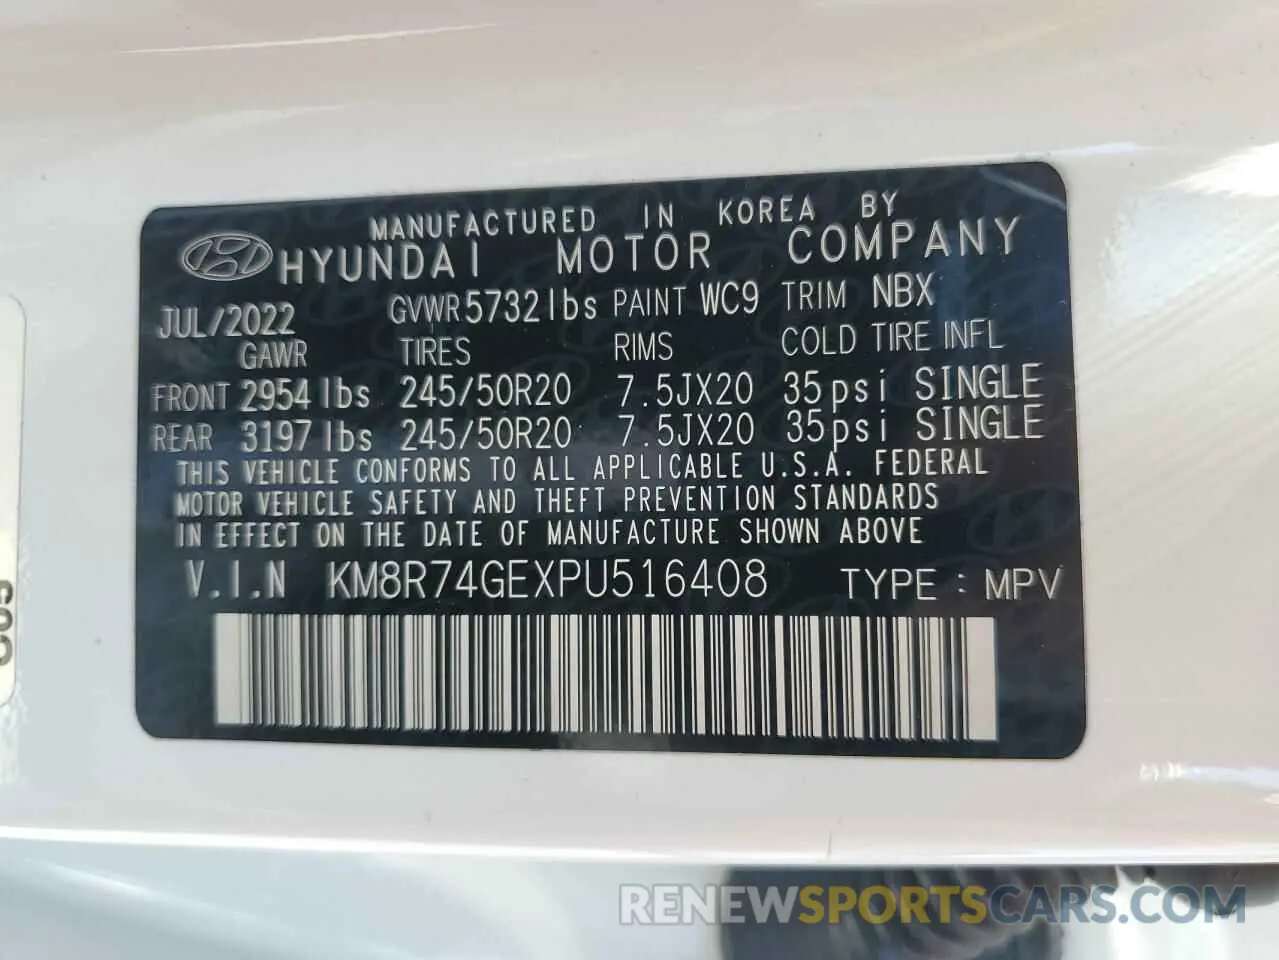 MANUFACTURED IN KOREA BY
HYUNDAI MOTOR COMPANY
JUL/2022 GVWR 5732 lbs PAINT WC9 TRIM NBX
GAWR TIRES RIMS COLD TIRE INFL
FRONT 2954 lbs 245/50R20 7.5JX20 35psi SINGLE
REAR 3197 lbs 245/50R20 7.5JX20 35psi SINGLE
THIS VEHICLE CONFORMS TO ALL APPLICABLE U.S.A. FEDERAL
MOTOR VEHICLE SAFETY AND THEFT PREVENTION STANDARDS
IN EFFECT ON THE DATE OF MANUFACTURE SHOWN ABOVE
V.I.N KM8R74GEXPU516408 TYPE : MPV
RENEWSPORTSCARS.COM